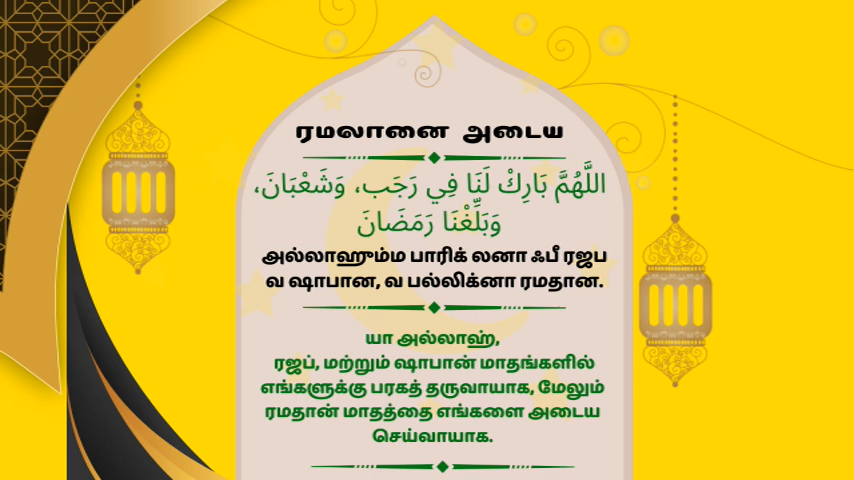 ரமலானை அடைய
اللَّهُمَّ بَارِكْ لَنَا فِي رَجَب، وَشَعْبَانَ،
وَبَلِّغْنَا رَمَضَانَ
அல்லாஹும்ம பாரிக் லனா ஃபீ ரஜப
வ ஷாபான, வ பல்லிக்னா ரமதான.
யா அல்லாஹ்,
ரஜப், மற்றும் ஷாபான் மாதங்களில்
எங்களுக்கு பரகத் தருவாயாக, மேலும்
ரமதான் மாதத்தை எங்களை அடைய
செய்வாயாக.